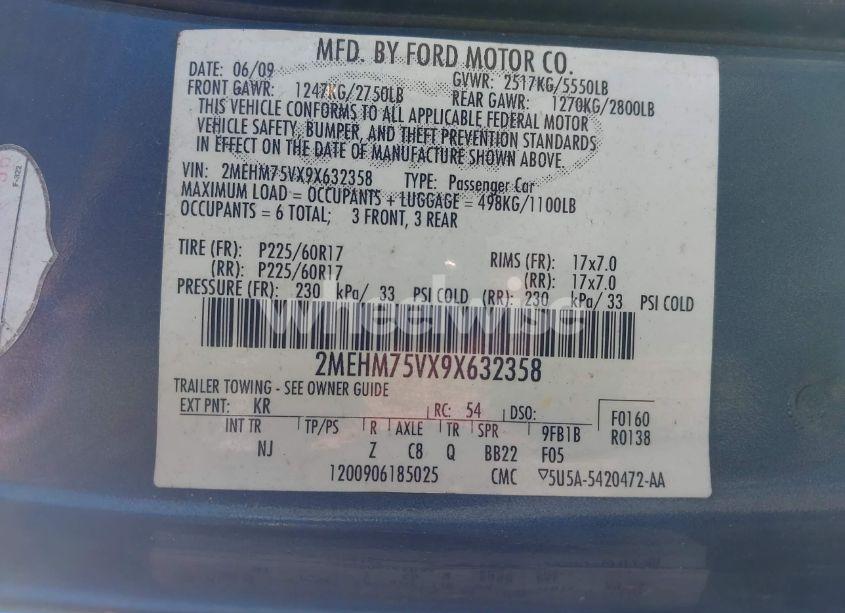 MFD. BY FORD MOTOR CO.
DATE: 06/09 GVWR: 2517KG/5550LB
FRONT GAWR: 1247KG/2750LB REAR GAWR: 1270KG/2800LB
THIS VEHICLE CONFORMS TO ALL APPLICABLE FEDERAL MOTOR
VEHICLE SAFETY, BUMPER, AND THEFT PREVENTION STANDARDS
IN EFFECT ON THE DATE OF MANUFACTURE SHOWN ABOVE.
VIN: 2MEHM75VX9X632358 TYPE: Passenger Car
MAXIMUM LOAD = OCCUPANTS + LUGGAGE = 498KG/1100LB
OCCUPANTS = 6 TOTAL; 3 FRONT, 3 REAR
TIRE (FR): P225/60R17 RIMS (FR): 17x7.0
(RR): P225/60R17 (RR): 17x7.0
PRESSURE (FR): 230 kPa/ 33 PSI COLD (RR): 230 kPa/ 33 PSI COLD
wheelwise
2MEHM75VX9X632358
TRAILER TOWING - SEE OWNER GUIDE
EXT PNT: KR RC: 54 DSO: F0160
INT TR TP/PS R AXLE TR SPR 9FB1B R0138
NJ Z C8 Q BB22 F05
1200906185025 CMC ▽5U5A-5420472-AA
F-322